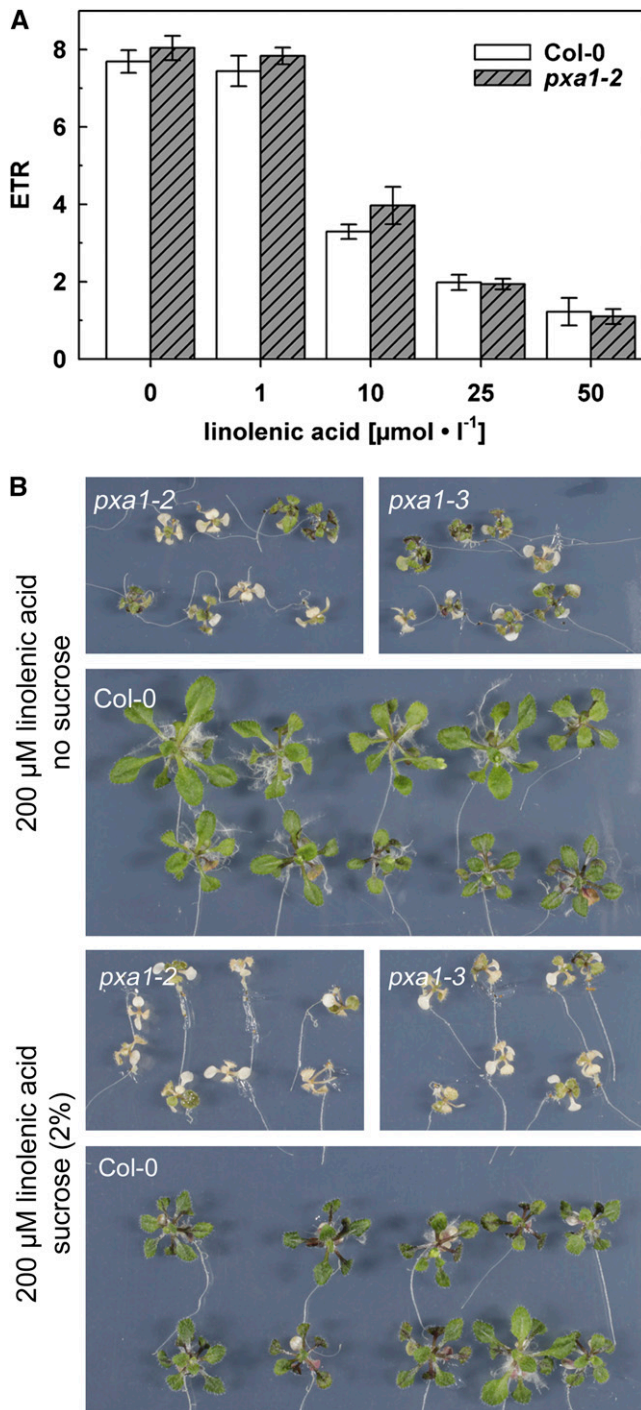 A
8
6
4
2
0
ETR
Col-0
pxa1-2
0 1 10 25 50
linolenic acid [µmol • l⁻¹]
B
200 µM linolenic acid
no sucrose
pxa1-2
pxa1-3
Col-0
200 µM linolenic acid
sucrose (2%)
pxa1-2
pxa1-3
Col-0